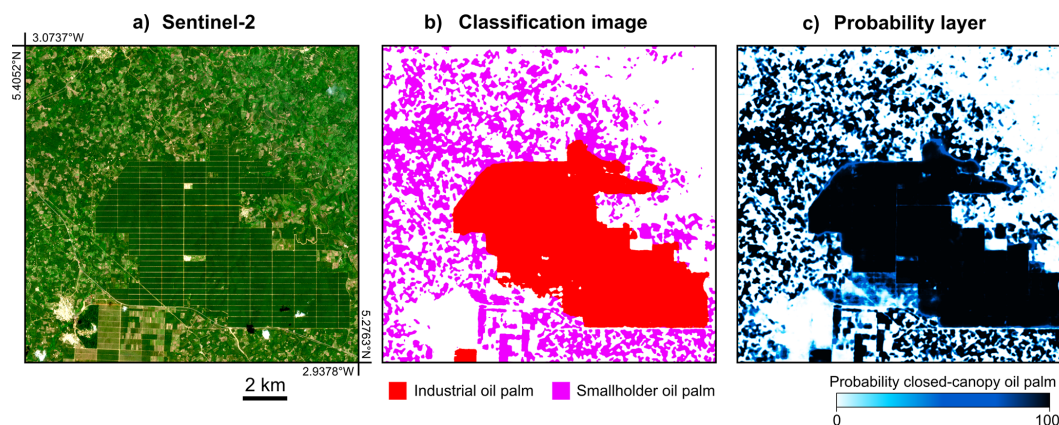 a) Sentinel-2
b) Classification image
c) Probability layer
3.0737°W
5.4052°N
5.2763°N
2.9378°W
2 km
Industrial oil palm
Smallholder oil palm
Probability closed-canopy oil palm
0
100